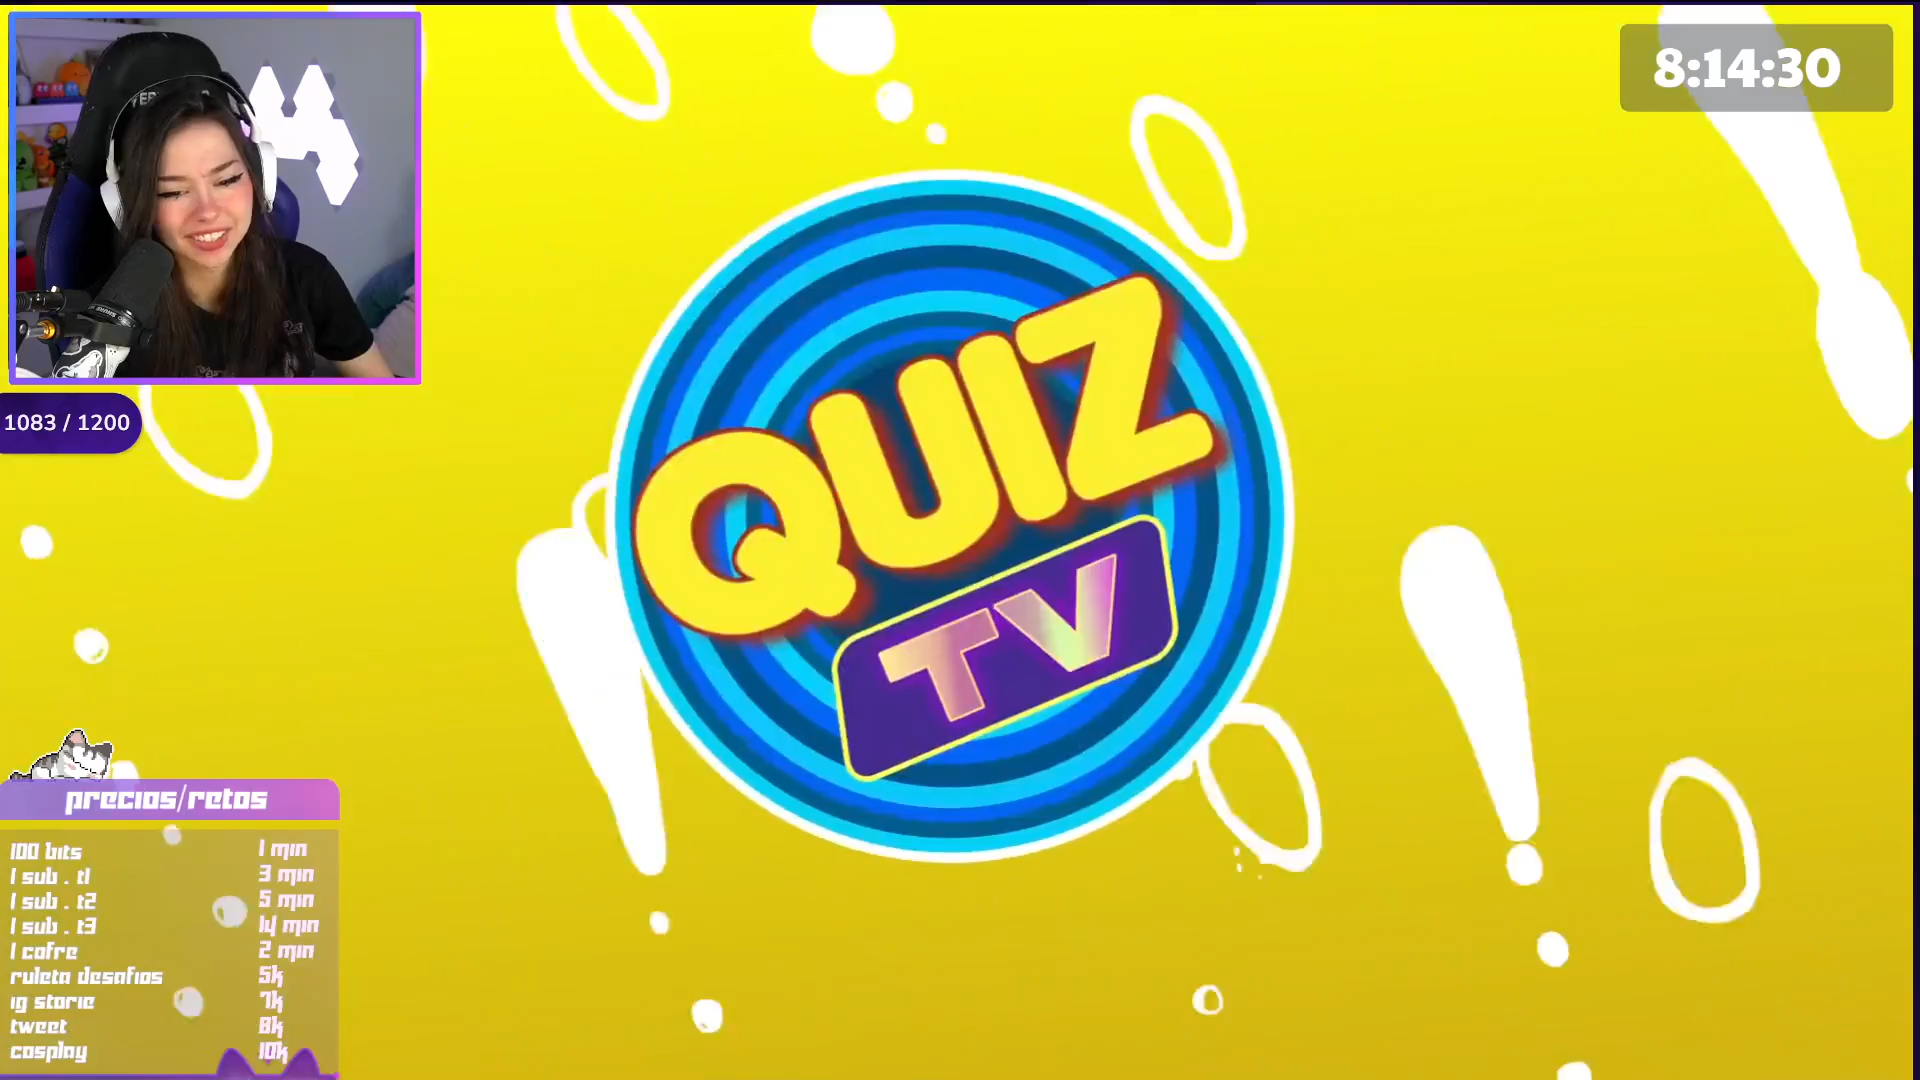 8:14:30
1083 / 1200
QUIZ
TV
precios/retos
100 bits 1 min
1 sub . t1 3 min
1 sub . t2 5 min
1 sub . t3 14 min
1 cofre 2 min
ruleta desafios 5k
ig storie 7k
tweet 8k
cosplay 10k